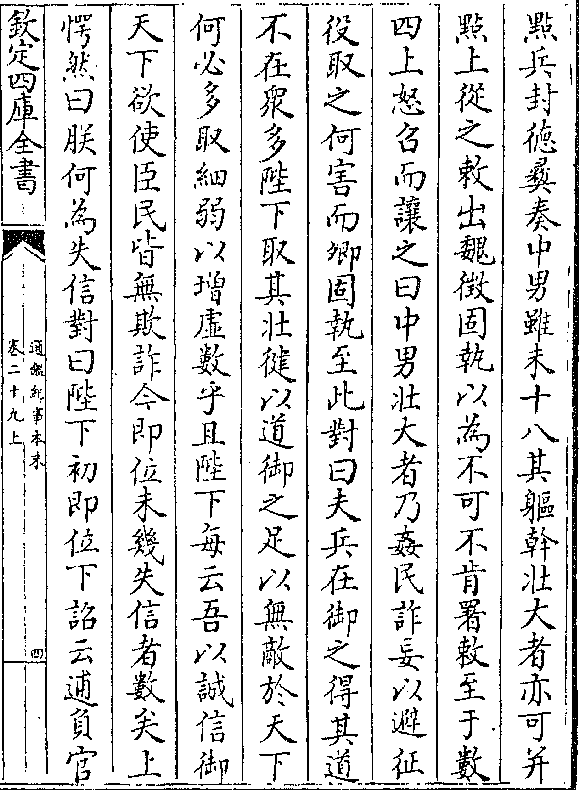 點兵封徳彝奏中男雖未十八其軀幹壯大者亦可并
點上從之敕出魏徵固執以為不可不肯署敕至于數
四上怒召而讓之曰中男壯大者乃姦民詐妄以避征
役取之何害而卿固執至此對曰夫兵在御之得其道
不在衆多陛下取其壯健以道御之足以無敵於天下
何必多取細弱以增虛數乎且陛下每云吾以誠信御
天下欲使臣民皆無欺詐今即位未幾失信者數矣上
愕然曰朕何為失信對曰陛下初即位下詔云逋負官
欽定四庫全書
通鑑紀事本末
卷二十九上
四